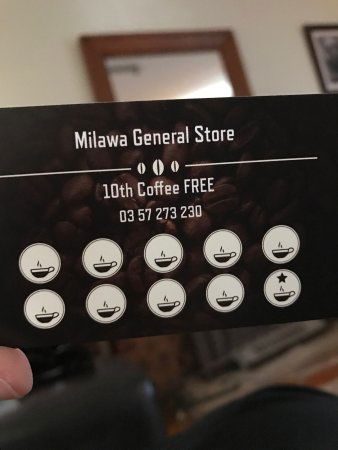 Milawa General Store
10th Coffee FREE
03 57 273 230